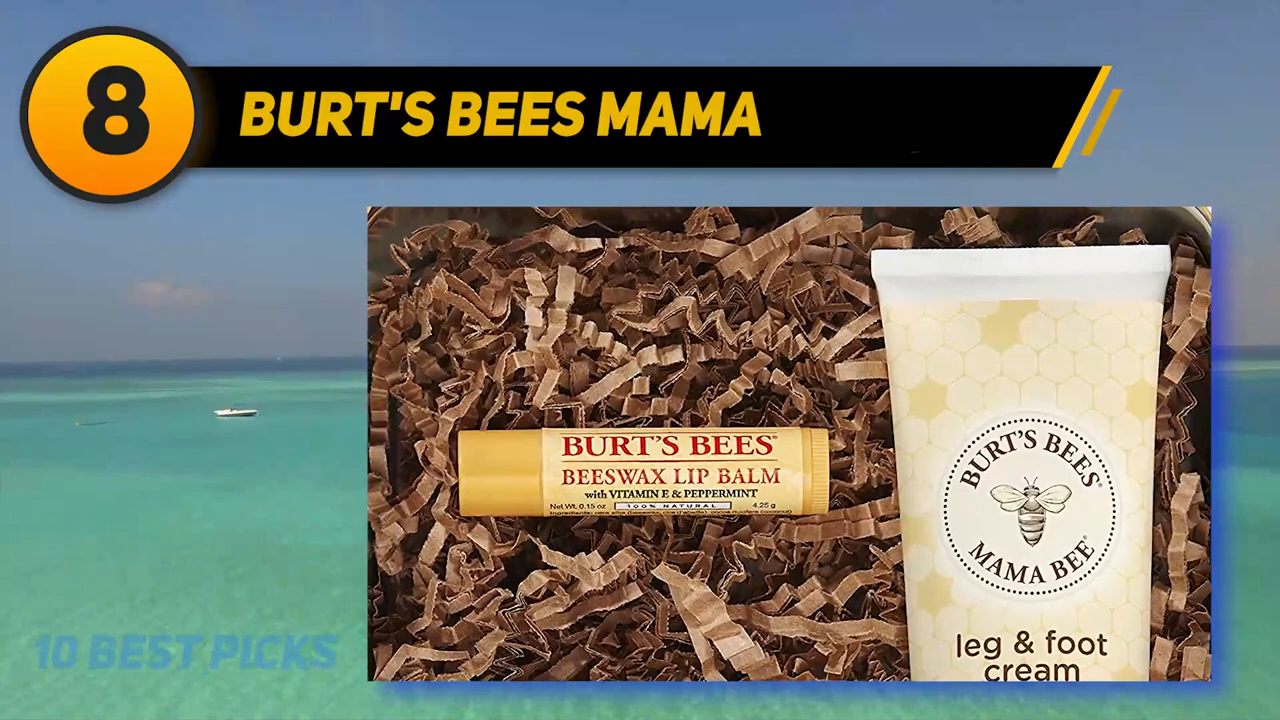 8
BURT'S BEES MAMA
BURT'S BEES®
BEESWAX LIP BALM
with VITAMIN E & PEPPERMINT
Net Wt. 0.15 oz 100% NATURAL 4.25 g
BURT'S BEES®
MAMA BEE®
leg & foot
cream
10 BEST PICKS